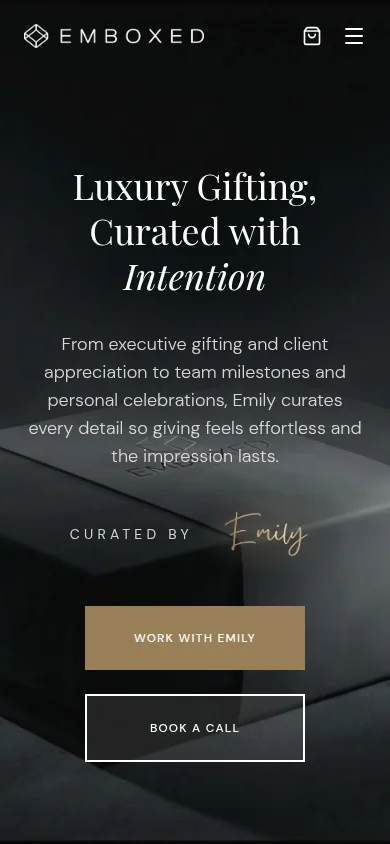 EMBOXED
Luxury Gifting,
Curated with
Intention
From executive gifting and client
appreciation to team milestones and
personal celebrations, Emily curates
every detail so giving feels effortless and
the impression lasts.
EMBOXED
CURATED BY Emily
WORK WITH EMILY
BOOK A CALL